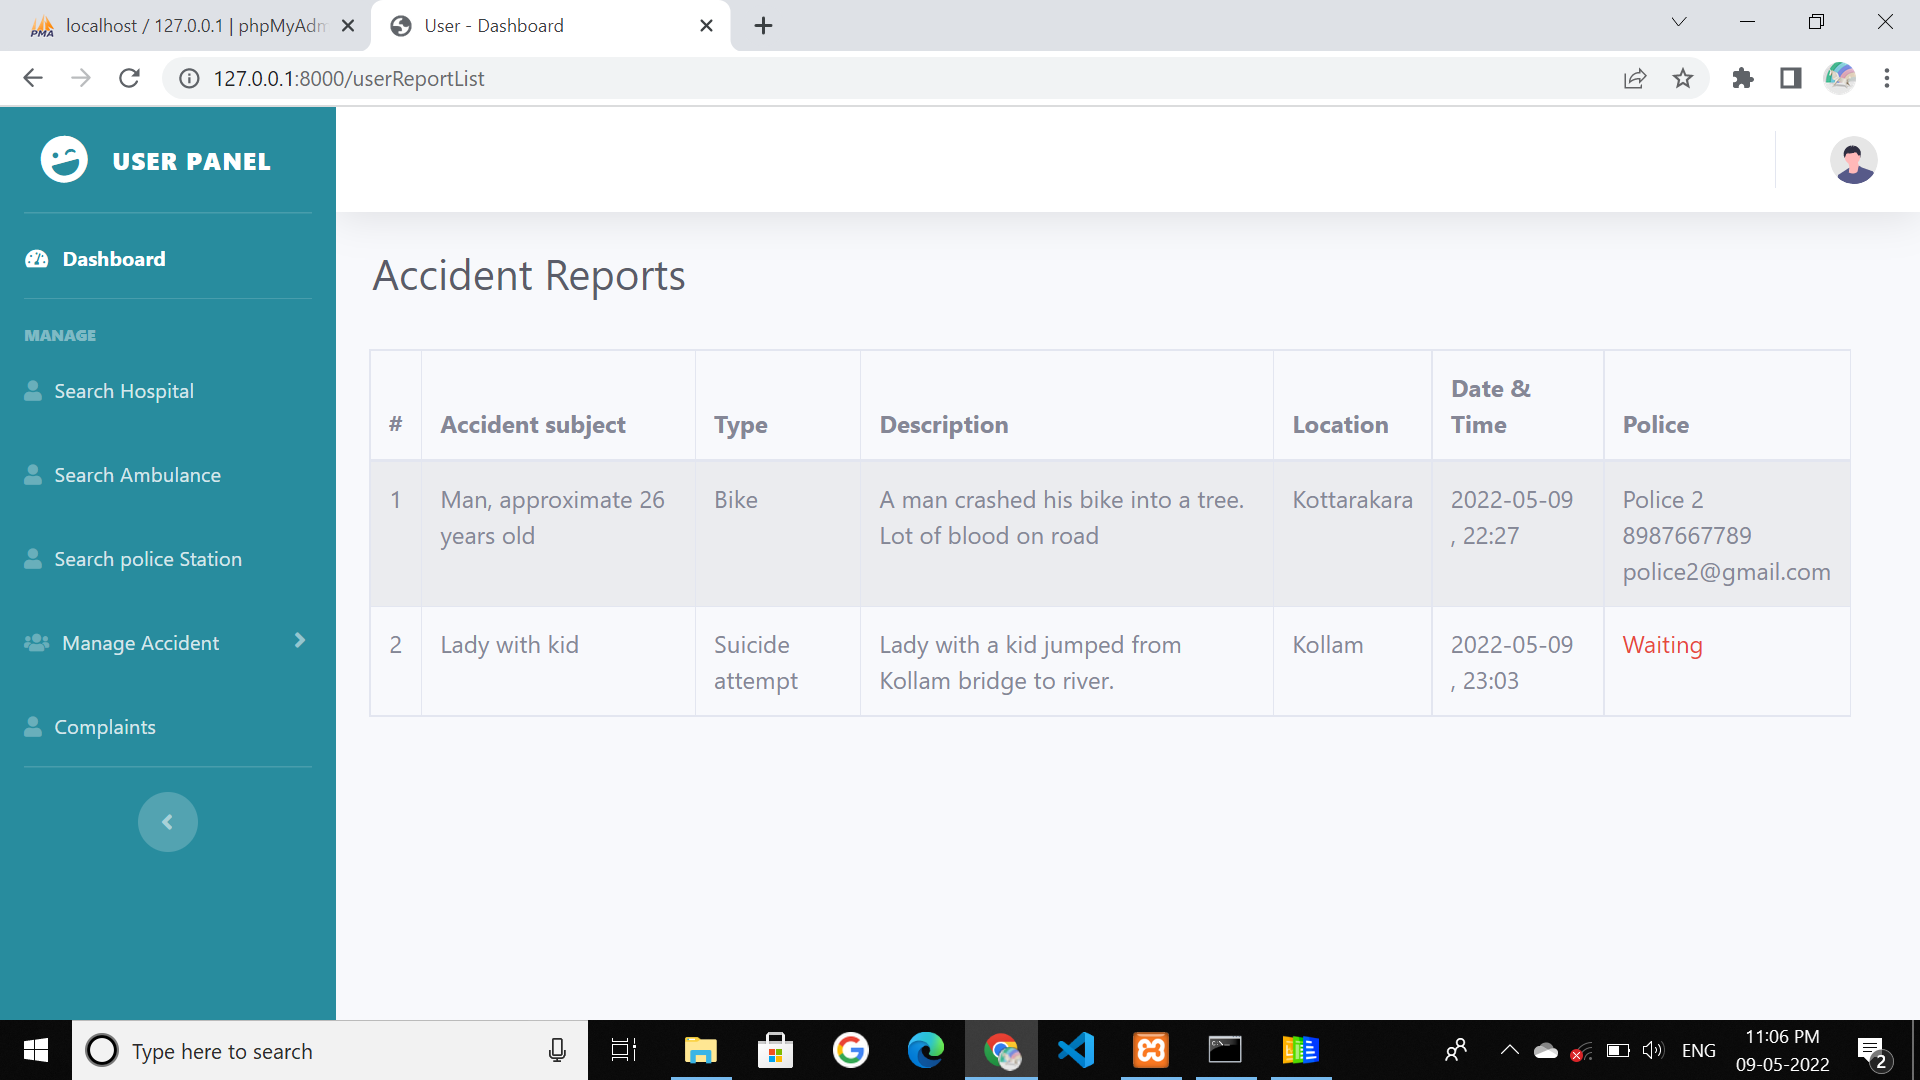 localhost / 127.0.0.1 | phpMyAdm
User - Dashboard
127.0.0.1:8000/userReportList
USER PANEL
Dashboard
MANAGE
Search Hospital
Search Ambulance
Search police Station
Manage Accident
Complaints
Accident Reports
# Accident subject Type Description Location Date & Time Police
1 Man, approximate 26 years old Bike A man crashed his bike into a tree. Lot of blood on road Kottarakara 2022-05-09 , 22:27 Police 2 8987667789 police2@gmail.com
2 Lady with kid Suicide attempt Lady with a kid jumped from Kollam bridge to river. Kollam 2022-05-09 , 23:03 Waiting
Type here to search
ENG
11:06 PM
09-05-2022
2